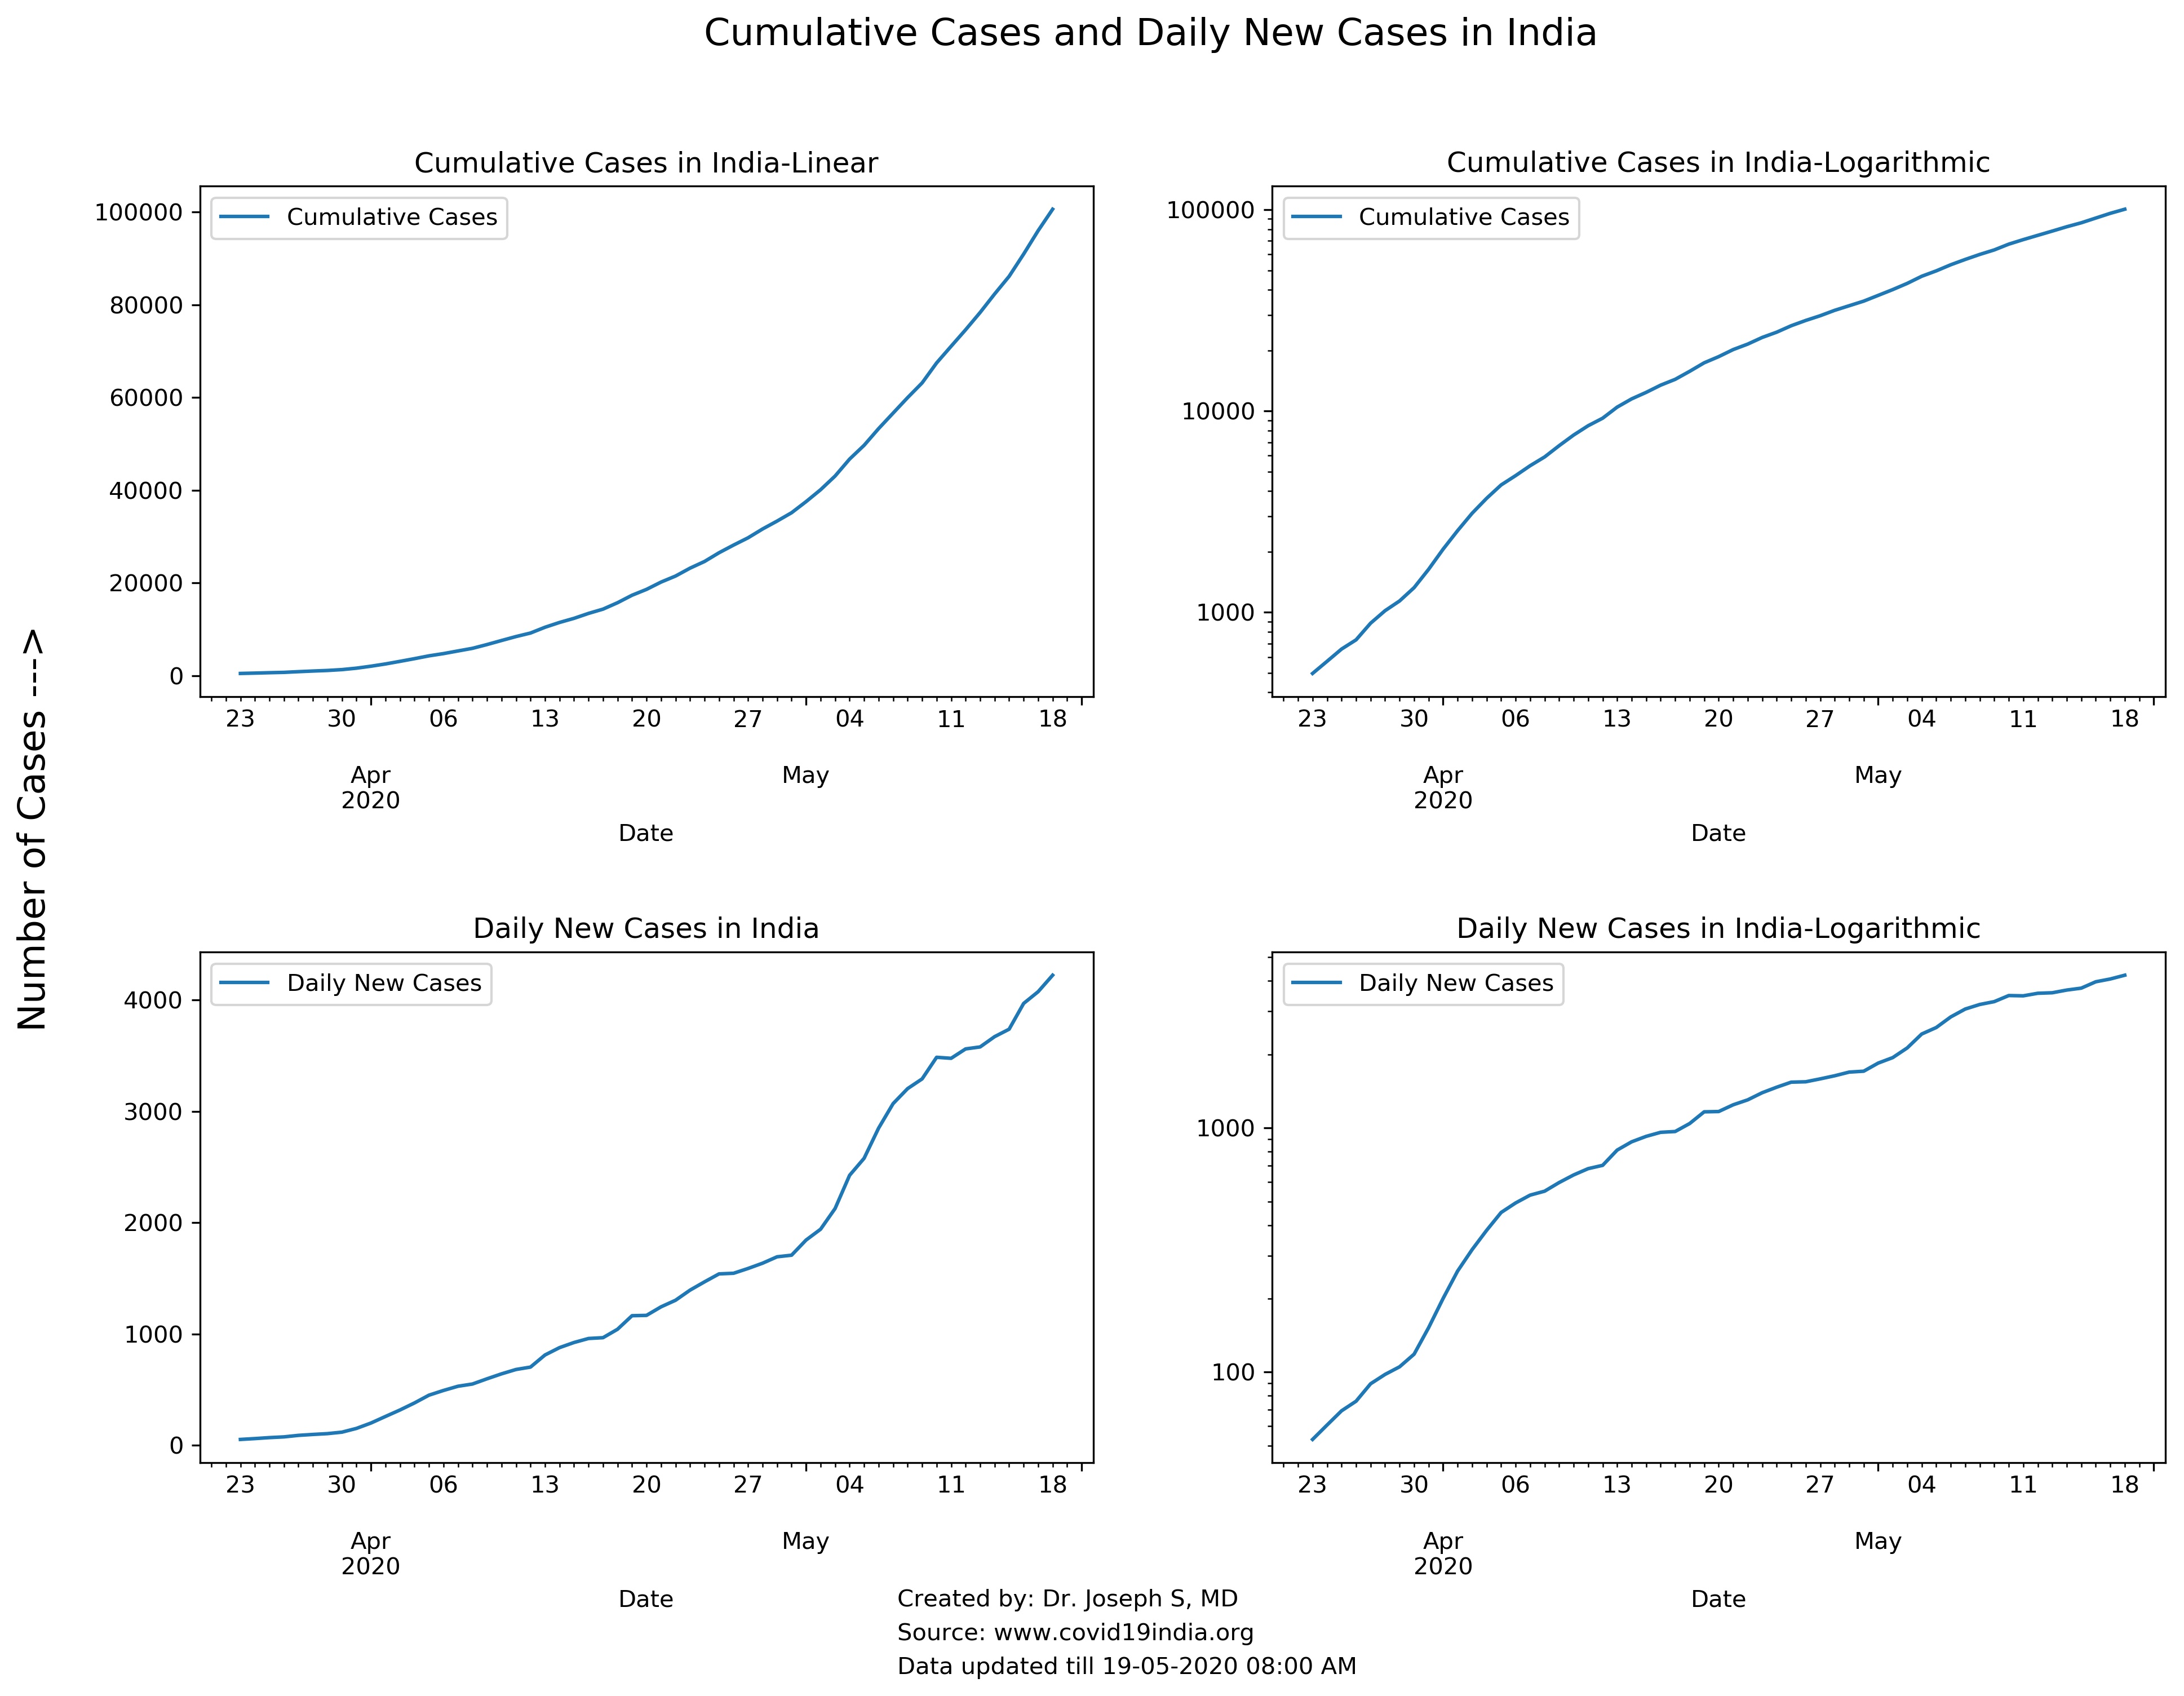 Cumulative Cases and Daily New Cases in India
Number of Cases --->
Cumulative Cases in India-Linear
Cumulative Cases
100000
80000
60000
40000
20000
0
23 30 06 13 20 27 04 11 18
Apr May
2020
Date
Cumulative Cases in India-Logarithmic
Cumulative Cases
100000
10000
1000
23 30 06 13 20 27 04 11 18
Apr May
2020
Date
Daily New Cases in India
Daily New Cases
4000
3000
2000
1000
0
23 30 06 13 20 27 04 11 18
Apr May
2020
Date
Daily New Cases in India-Logarithmic
Daily New Cases
1000
100
23 30 06 13 20 27 04 11 18
Apr May
2020
Date
Created by: Dr. Joseph S, MD
Source: www.covid19india.org
Data updated till 19-05-2020 08:00 AM